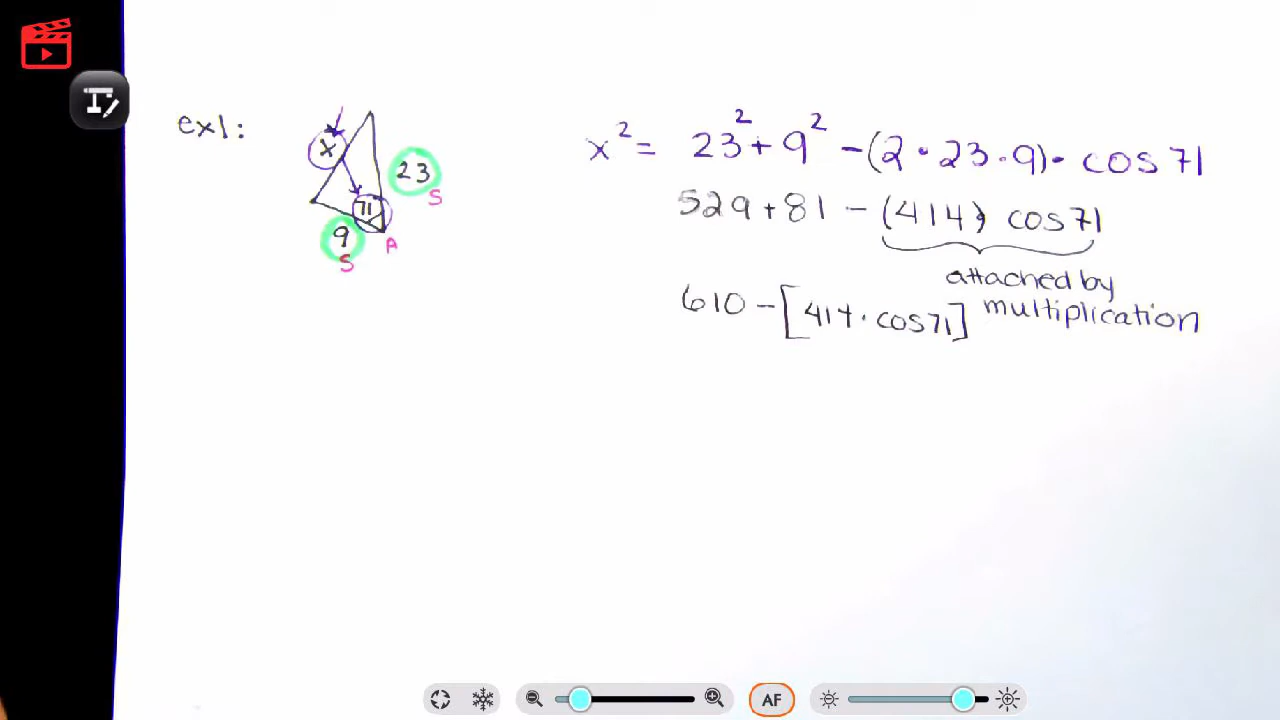 ex1:
x
23
S
71
9
A
S
x² = 23² + 9² - (2 · 23 · 9) · cos 71
529 + 81 - (414) cos 71
attached by
multiplication
610 - [414 · cos 71]
AF